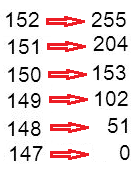 152 ⇒ 255
151 ⇒ 204
150 ⇒ 153
149 ⇒ 102
148 ⇒ 51
147 ⇒ 0